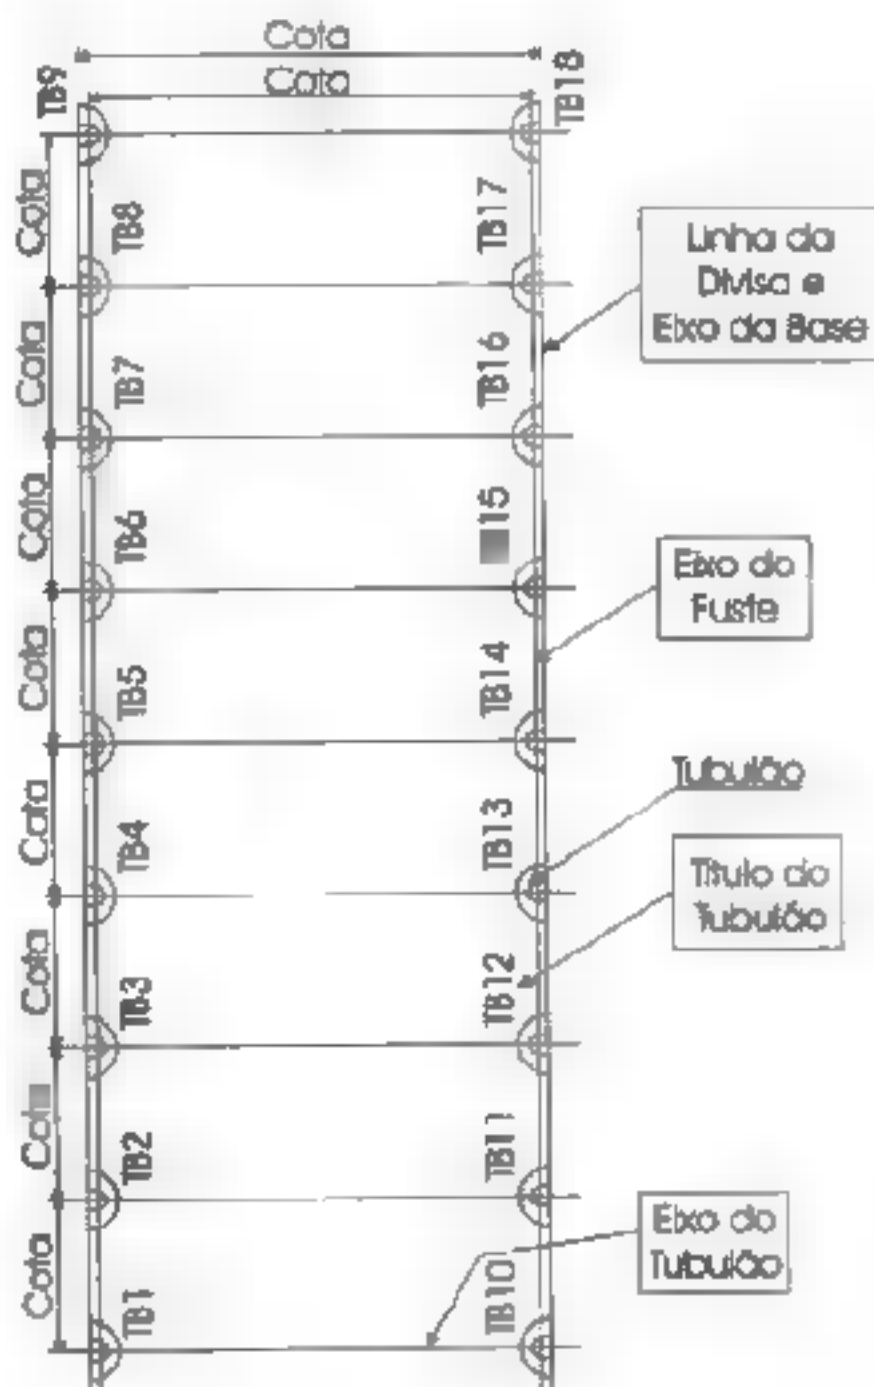 Cota
Cota
TB9
TB18
Cota
TB8
TB17
Linha da
Divisa e
Eixo da Base
Cota
TB7
TB16
Cota
TB6
15
Eixo do
Fuste
Cota
TB5
TB14
Tubulão
Cota
TB4
TB13
Título do
Tubulão
Cota
TB3
TB12
TB2
TB11
Eixo do
Tubulão
Cota
TB1
TB10